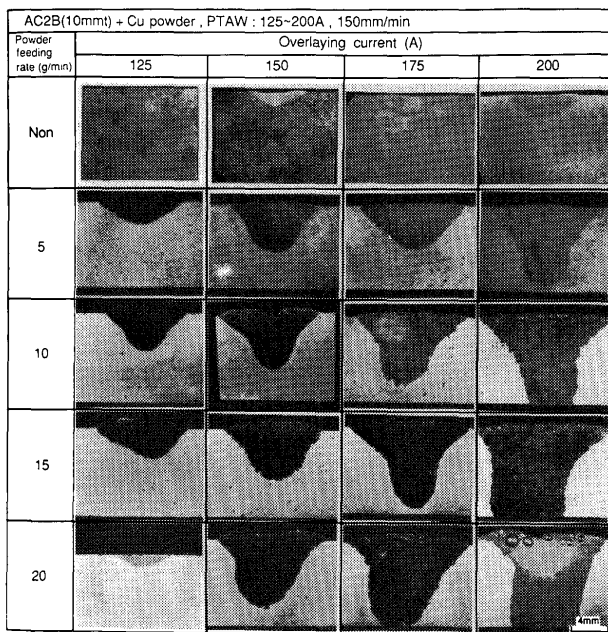 AC2B(10mmt) + Cu powder , PTAW : 125~200A , 150mm/min
Powder feeding rate (g/min)
Overlaying current (A)
125 150 175 200
Non
5
10
15
20
4mm